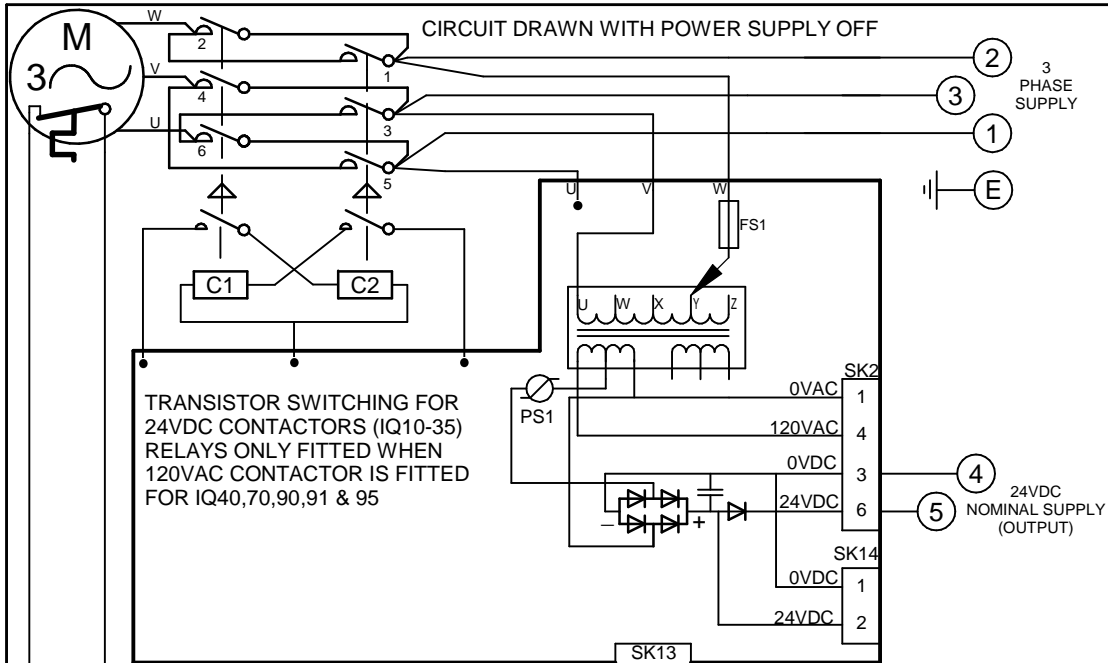 CIRCUIT DRAWN WITH POWER SUPPLY OFF
W
M
3
V
U
2
1
4
3
6
5
2
3
1
E
3
PHASE
SUPPLY
U
V
W
FS1
C1
C2
U
W
X
Y
Z
PS1
TRANSISTOR SWITCHING FOR
24VDC CONTACTORS (IQ10-35)
RELAYS ONLY FITTED WHEN
120VAC CONTACTOR IS FITTED
FOR IQ40,70,90,91 & 95
SK2
0VAC 1
120VAC 4
0VDC 3
24VDC 6
4
5
24VDC
NOMINAL SUPPLY
(OUTPUT)
– +
SK14
0VDC 1
24VDC 2
SK13